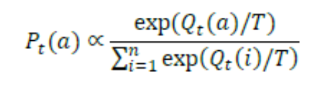 P_t(a) ∝ exp(Q_t(a)/T) / ∑_{i=1}^{n} exp(Q_t(i)/T)